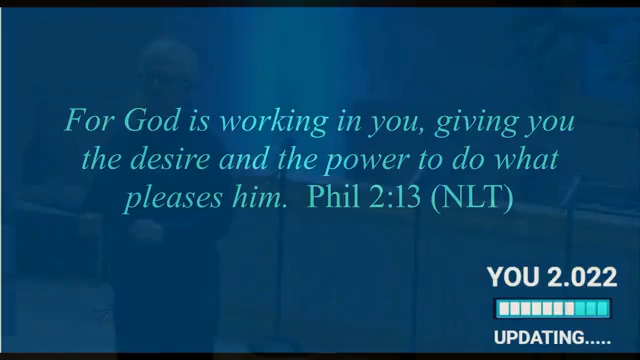 For God is working in you, giving you
the desire and the power to do what
pleases him. Phil 2:13 (NLT)
YOU 2.022
UPDATING.....